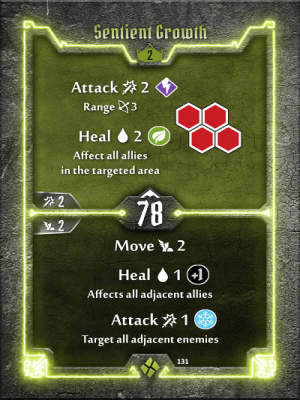 Sentient Growth
2
Attack 2
Range 3
Heal 2
Affect all allies
in the targeted area
2
78
2
Move 2
Heal 1 +1
Affects all adjacent allies
Attack 1
Target all adjacent enemies
131